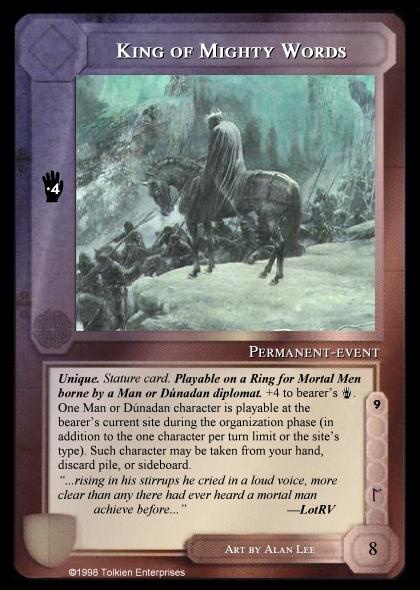 KING OF MIGHTY WORDS
·4
PERMANENT-EVENT
Unique. Stature card. Playable on a Ring for Mortal Men
borne by a Man or Dúnadan diplomat. +4 to bearer's .
One Man or Dúnadan character is playable at the
bearer's current site during the organization phase (in
addition to the one character per turn limit or the site's
type). Such character may be taken from your hand,
discard pile, or sideboard.
“...rising in his stirrups he cried in a loud voice, more
clear than any there had ever heard a mortal man
achieve before...” —LotRV
9
ART BY ALAN LEE
8
©1998 Tolkien Enterprises